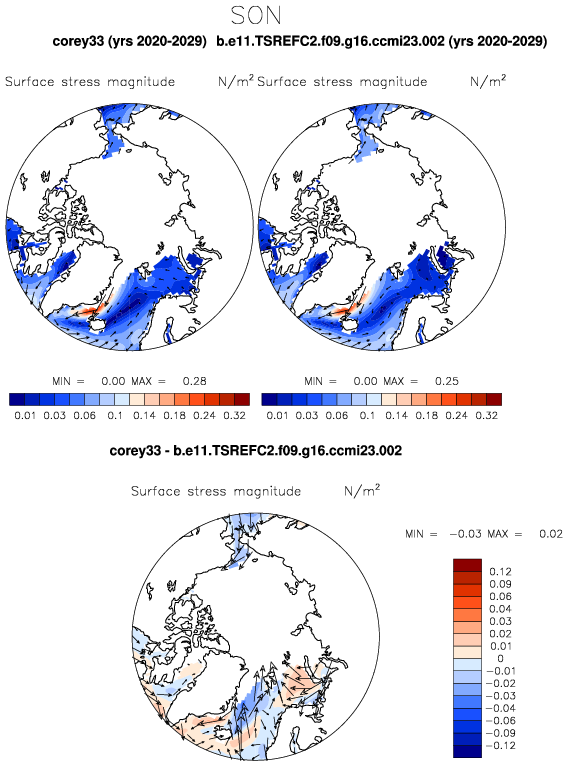 SON
corey33 (yrs 2020-2029) b.e11.TSREFC2.f09.g16.ccmi23.002 (yrs 2020-2029)
Surface stress magnitude N/m² Surface stress magnitude N/m²
MIN = 0.00 MAX = 0.28 MIN = 0.00 MAX = 0.25
0.01 0.03 0.06 0.1 0.14 0.18 0.24 0.32 0.01 0.03 0.06 0.1 0.14 0.18 0.24 0.32
corey33 - b.e11.TSREFC2.f09.g16.ccmi23.002
Surface stress magnitude N/m²
MIN = -0.03 MAX = 0.02
0.12
0.09
0.06
0.04
0.03
0.02
0.01
0
-0.01
-0.02
-0.03
-0.04
-0.06
-0.09
-0.12